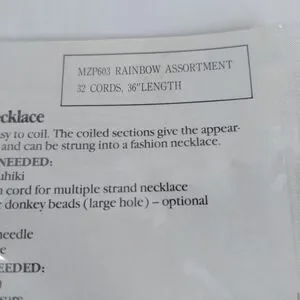 MZP603 RAINBOW ASSORTMENT
32 CORDS, 36"LENGTH
cklace
sy to coil. The coiled sections give the appear-
and can be strung into a fashion necklace.
NEEDED:
uhiki
n cord for multiple strand necklace
r donkey beads (large hole) – optional
needle
e
EEDED: